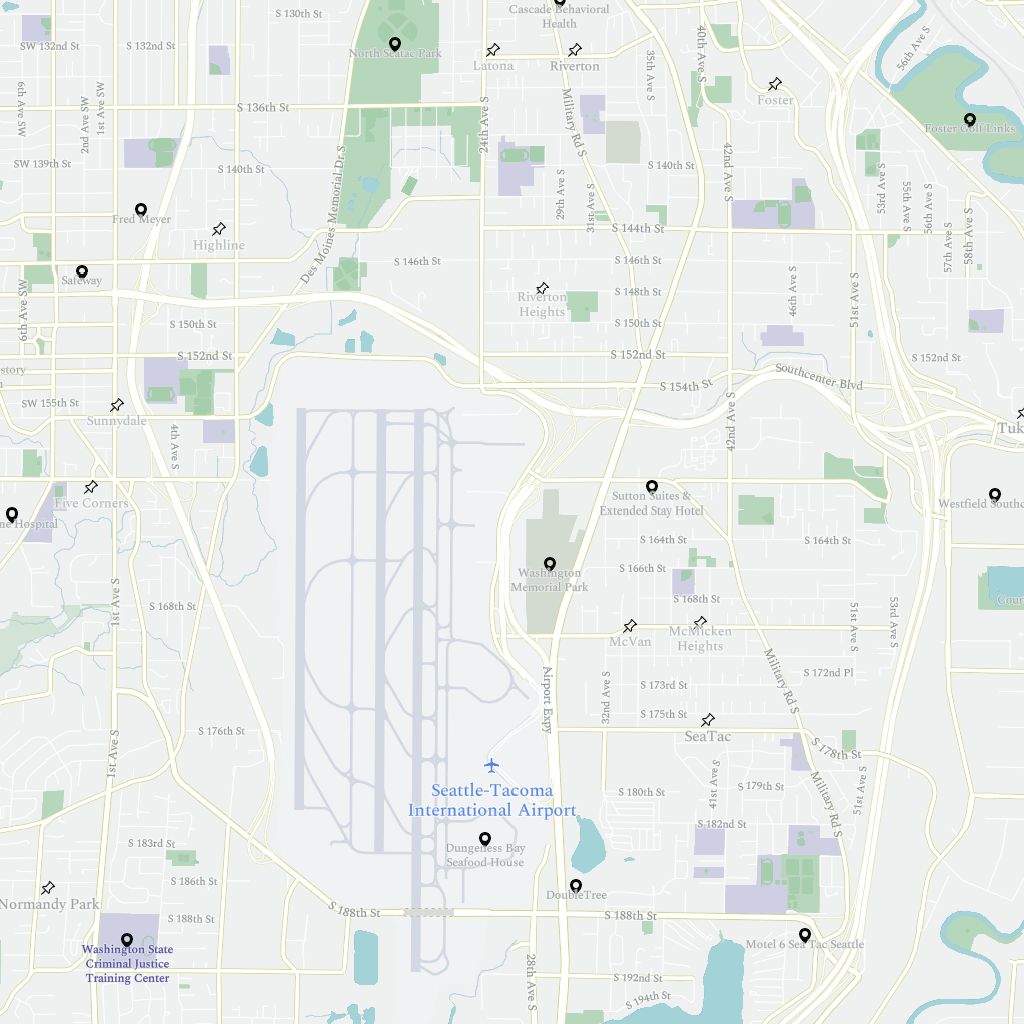 Cascade Behavioral
Health
S 130th St
SW 132nd St
S 132nd St
North Seatac Park
Latona
Riverton
35th Ave S
40th Ave S
56th Ave S
Foster
6th Ave SW
2nd Ave SW
1st Ave SW
S 136th St
24th Ave S
Military Rd S
Foster Golf Links
SW 139th St
S 140th St
S 140th St
Des Moines Memorial Dr S
29th Ave S
31st Ave S
42nd Ave S
53rd Ave S
55th Ave S
56th Ave S
57th Ave S
58th Ave S
Fred Meyer
Highline
S 144th St
S 146th St
S 146th St
Safeway
6th Ave SW
Riverton
Heights
S 148th St
46th Ave S
51st Ave S
S 150th St
S 150th St
S 152th St
S 152nd St
S 152nd St
story
S 154th St
Southcenter Blvd
SW 155th St
Sunnydale
4th Ave S
42nd Ave S
Tuk
Five Corners
Sutton Suites &
Extended Stay Hotel
Westfield Southc
ne Hospital
S 164th St
S 164th St
Washington
Memorial Park
S 166th St
1st Ave S
S 168th St
S 168th St
51st Ave S
53rd Ave S
Cour
McVan
McMicken
Heights
Military Rd S
Airport Expy
32nd Ave S
S 172nd Pl
S 173rd St
S 175th St
SeaTac
S 176th St
1st Ave S
S 178th St
Seattle-Tacoma
International Airport
41st Ave S
S 179th St
S 180th St
Military Rd S
51st Ave S
S 182nd St
S 183rd St
Dungeness Bay
Seafood House
S 186th St
DoubleTree
Normandy Park
S 188th St
S 188th St
S 188th St
Motel 6 Sea Tac Seattle
Washington State
Criminal Justice
Training Center
28th Ave S
S 192nd St
S 194th St